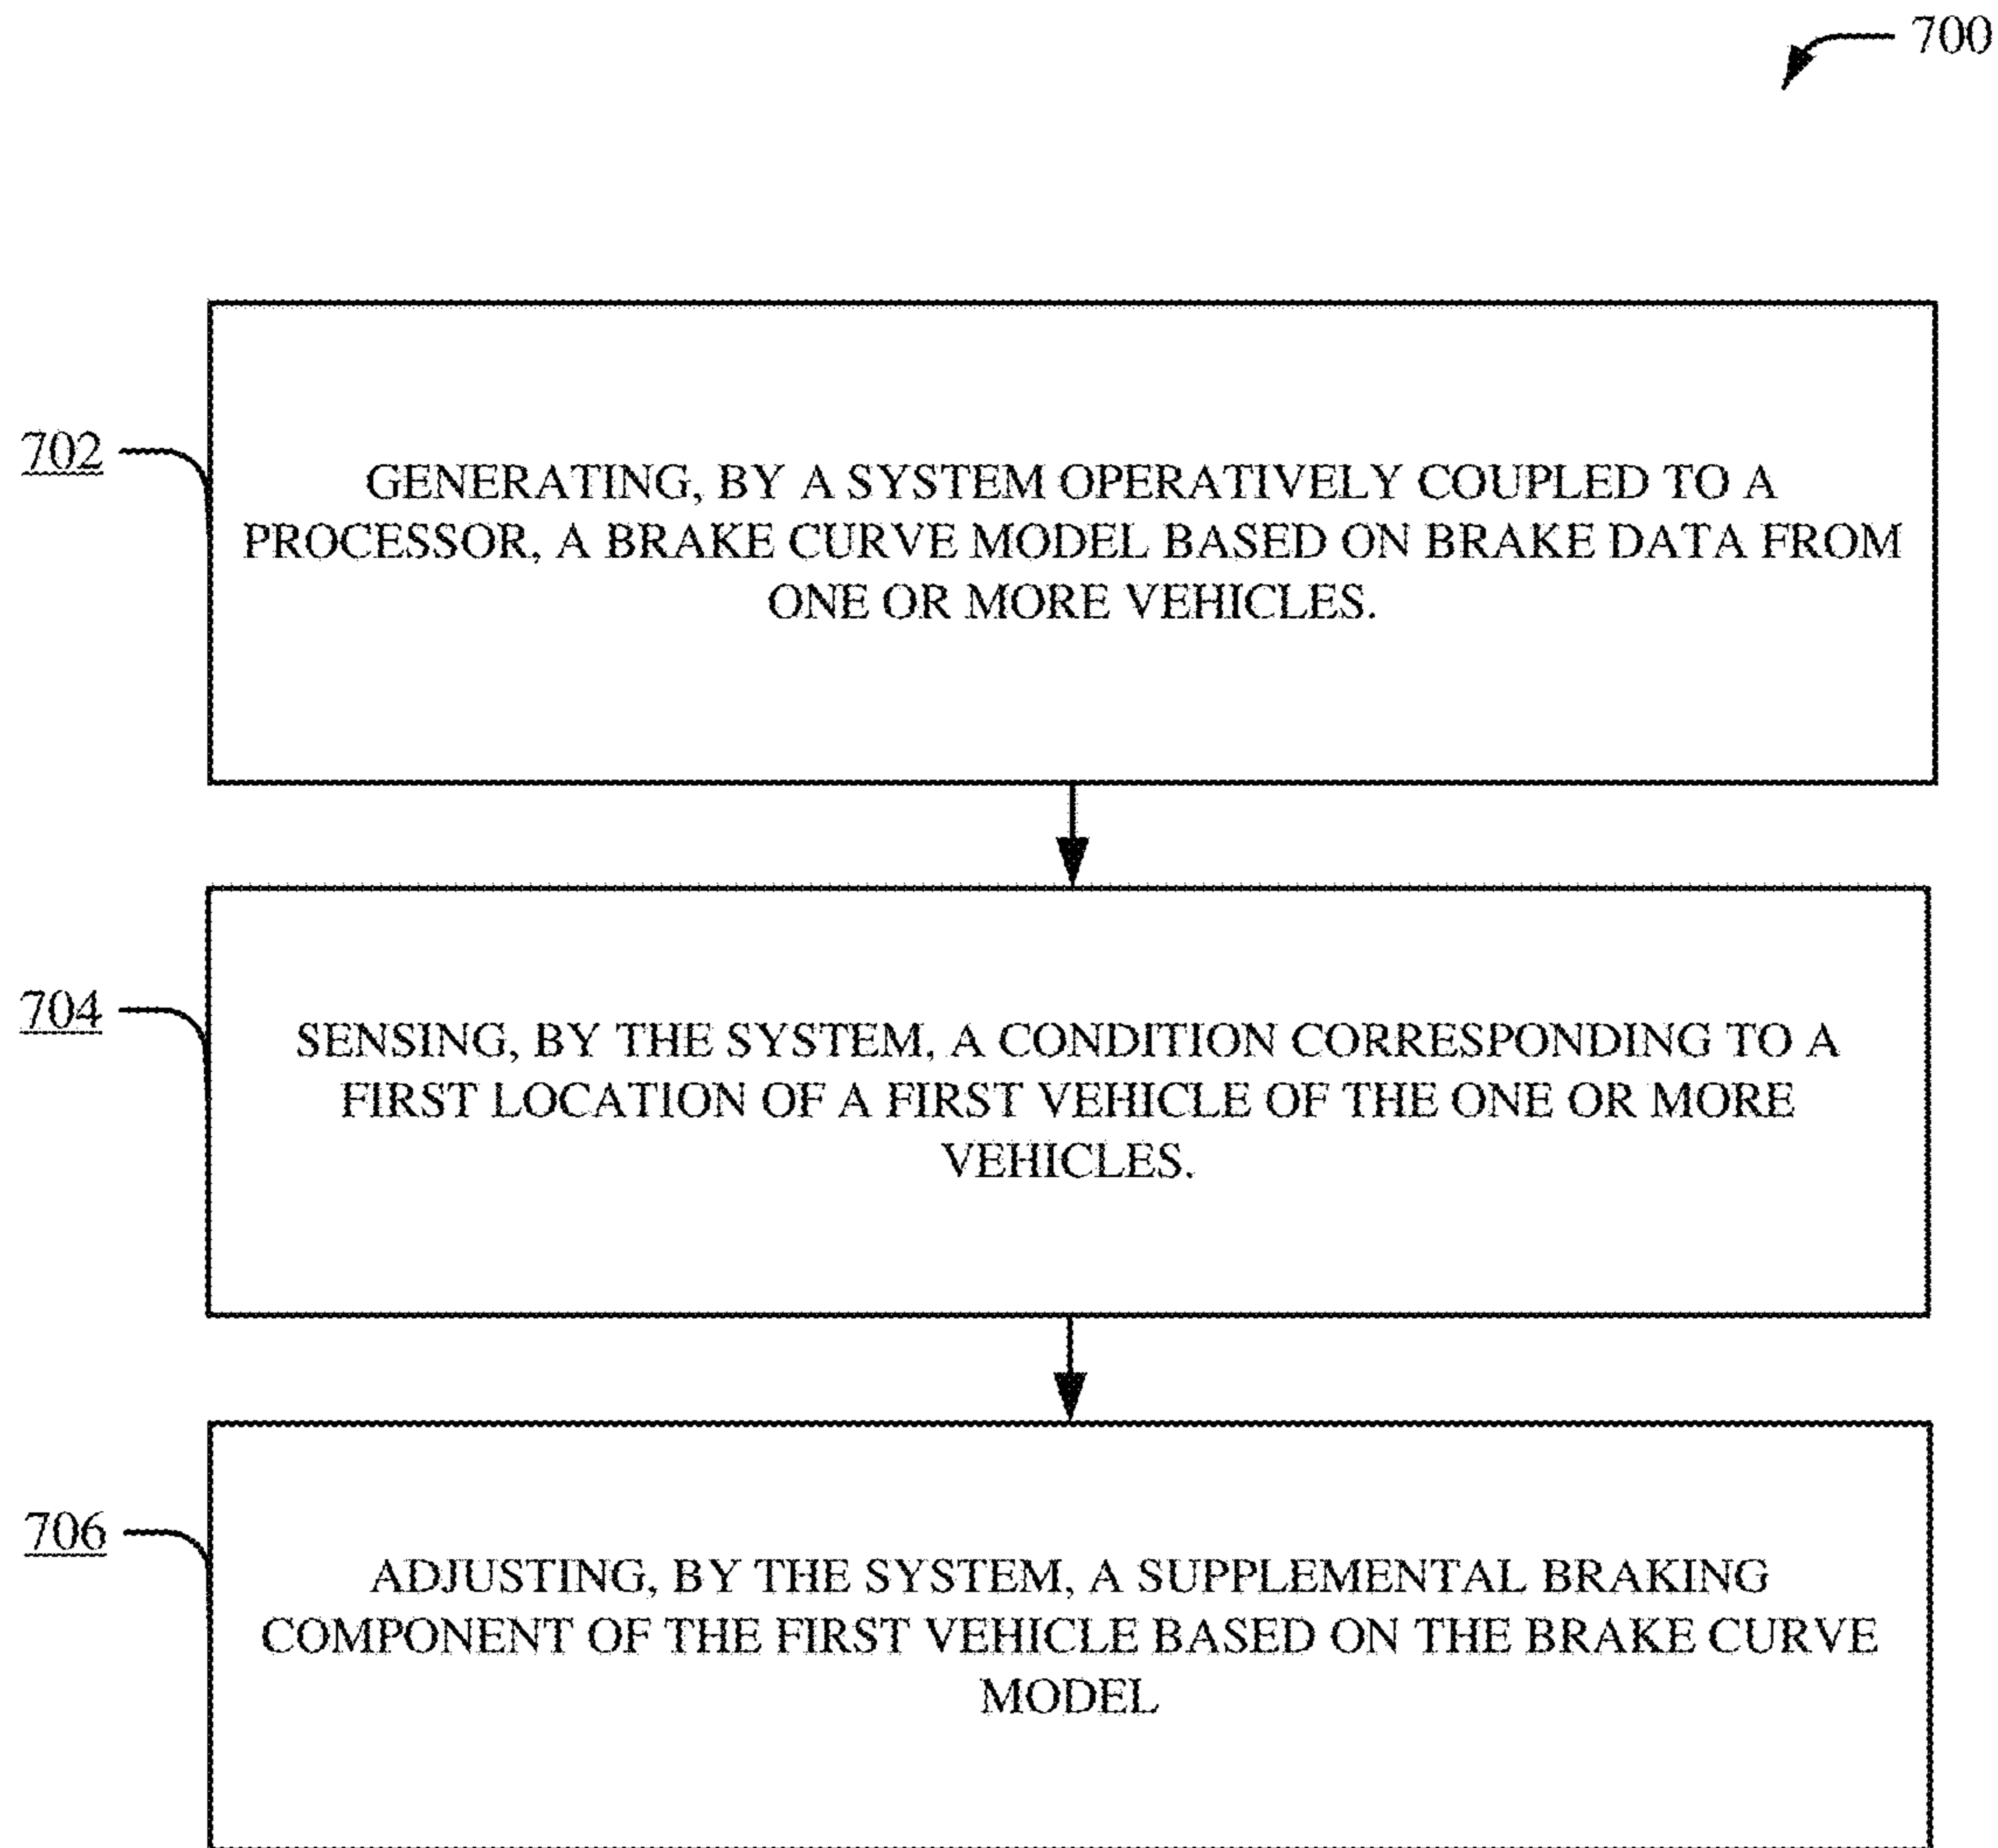 700
702
GENERATING, BY A SYSTEM OPERATIVELY COUPLED TO A
PROCESSOR, A BRAKE CURVE MODEL BASED ON BRAKE DATA FROM
ONE OR MORE VEHICLES.
704
SENSING, BY THE SYSTEM, A CONDITION CORRESPONDING TO A
FIRST LOCATION OF A FIRST VEHICLE OF THE ONE OR MORE
VEHICLES.
706
ADJUSTING, BY THE SYSTEM, A SUPPLEMENTAL BRAKING
COMPONENT OF THE FIRST VEHICLE BASED ON THE BRAKE CURVE
MODEL